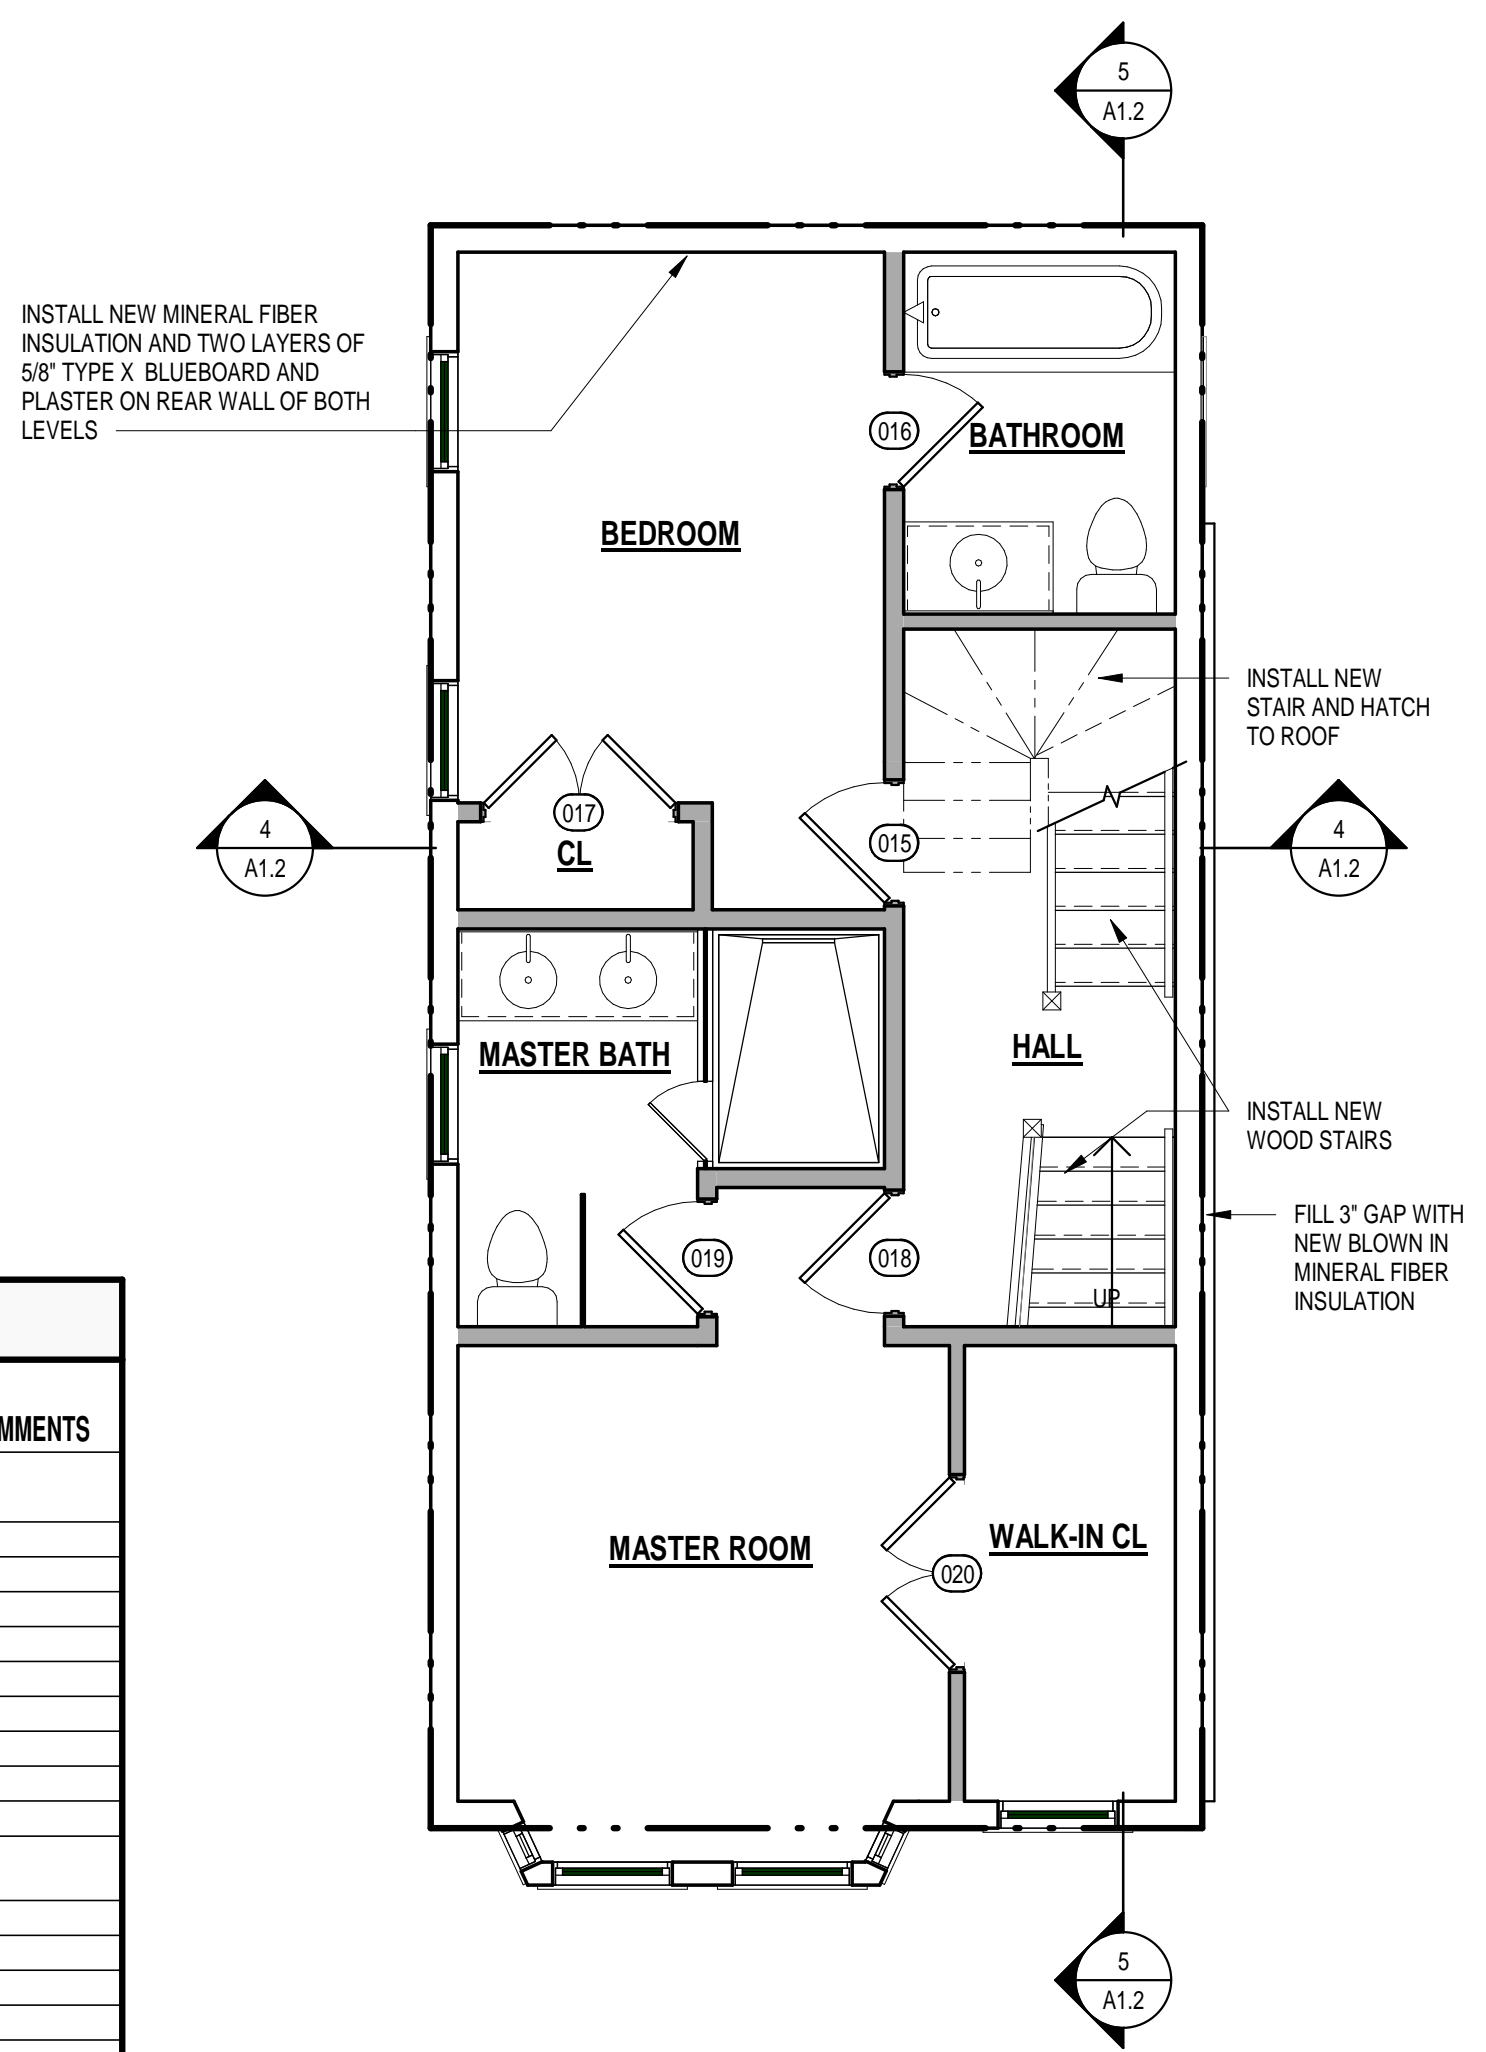 5
A1.2
INSTALL NEW MINERAL FIBER
INSULATION AND TWO LAYERS OF
5/8" TYPE X BLUEBOARD AND
PLASTER ON REAR WALL OF BOTH
LEVELS
016
BATHROOM
BEDROOM
INSTALL NEW
STAIR AND HATCH
TO ROOF
017
CL
015
4
A1.2
4
A1.2
MASTER BATH
HALL
INSTALL NEW
WOOD STAIRS
FILL 3" GAP WITH
NEW BLOWN IN
MINERAL FIBER
INSULATION
019
018
UP
MMENTS
MASTER ROOM
WALK-IN CL
020
5
A1.2